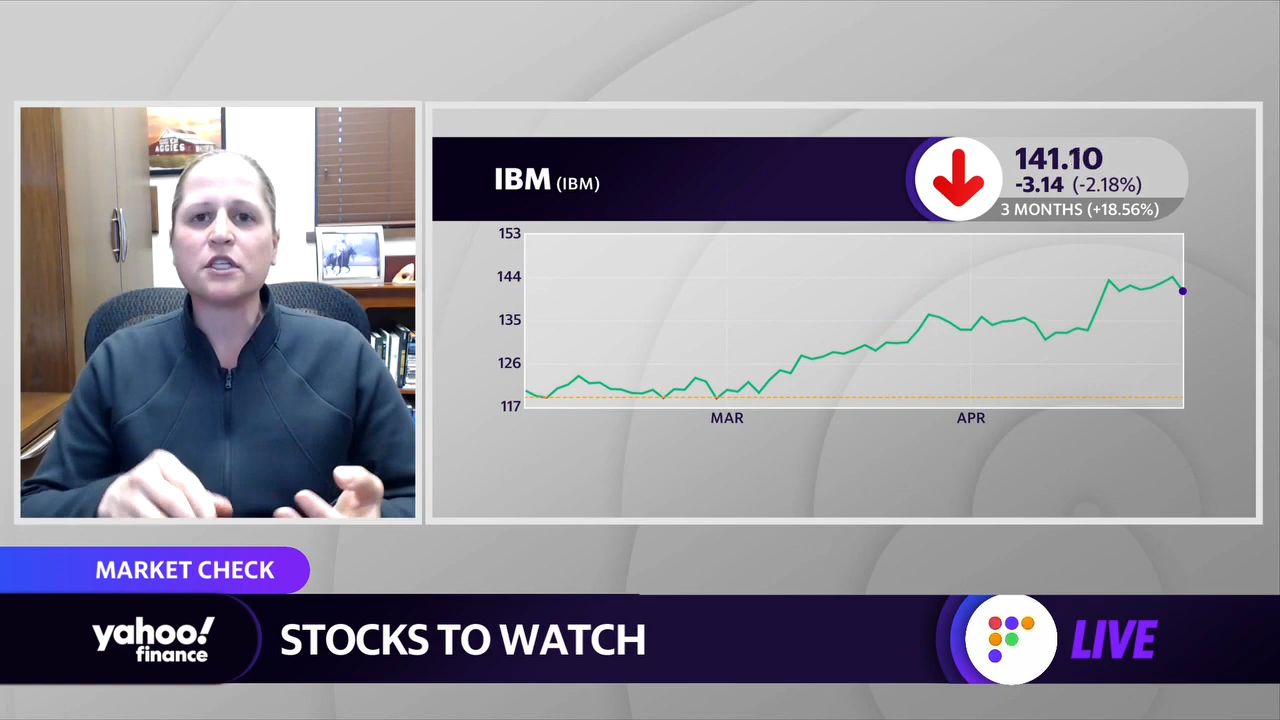 AGGIES
IBM (IBM)
141.10
-3.14 (-2.18%)
3 MONTHS (+18.56%)
153
144
135
126
117
MAR
APR
MARKET CHECK
yahoo!
finance
STOCKS TO WATCH
LIVE